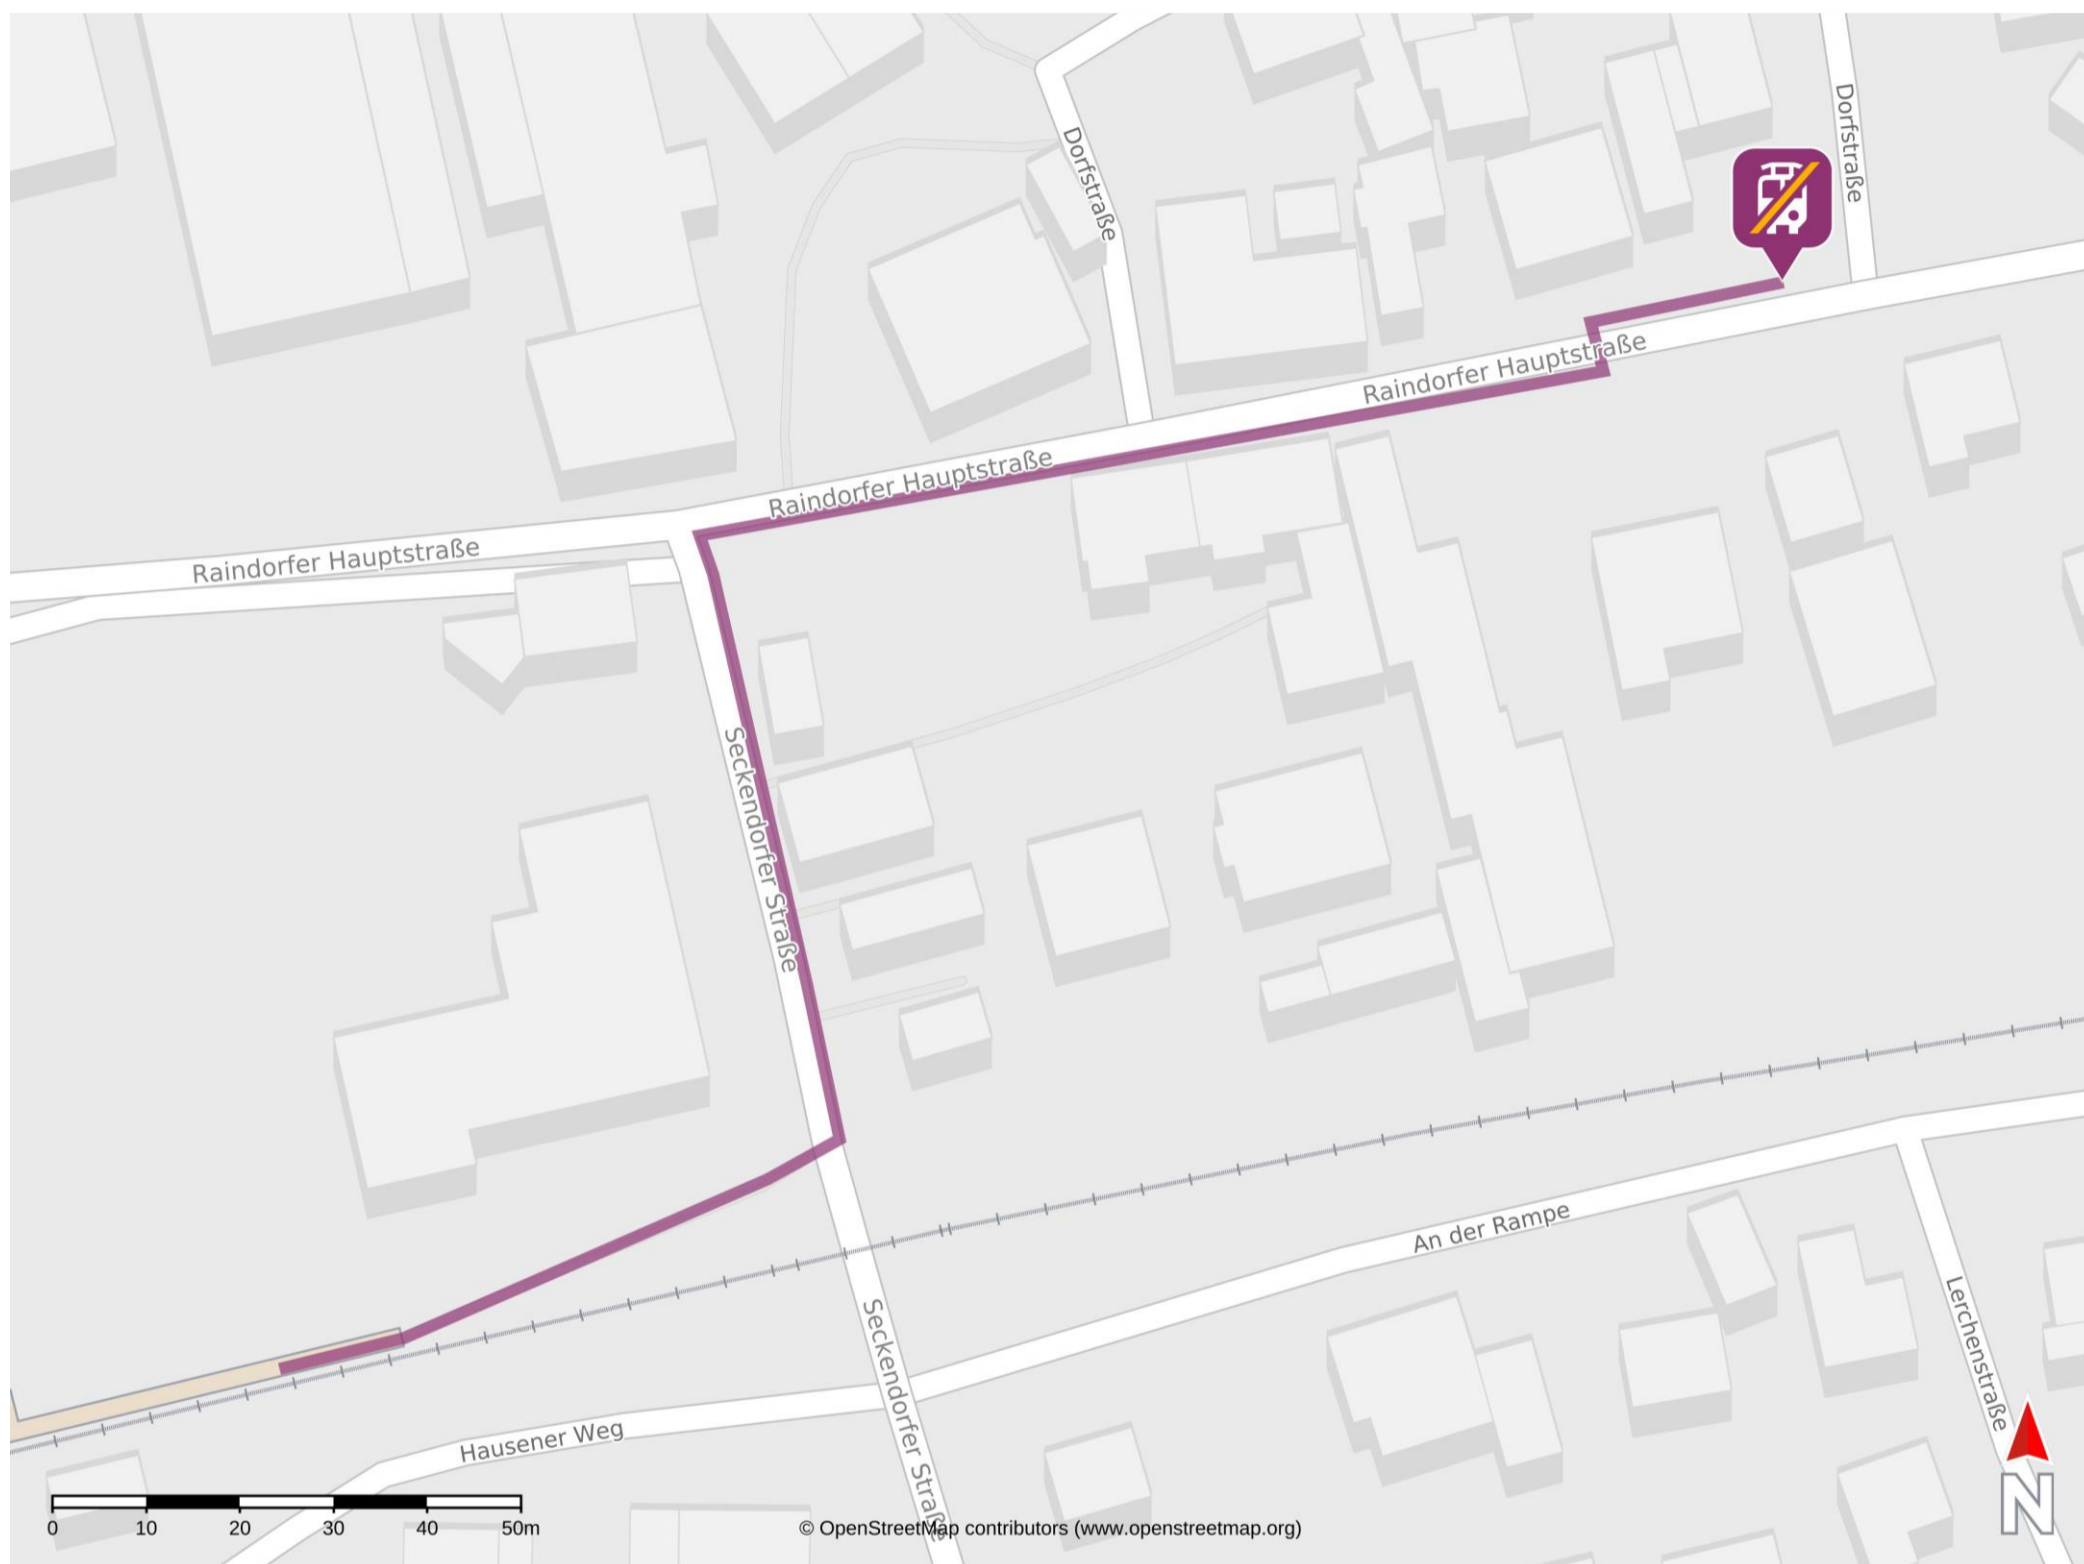 Dorfstraße
Dorfstraße
Raindorfer Hauptstraße
Raindorfer Hauptstraße
Raindorfer Hauptstraße
Seckendorfer Straße
An der Rampe
Lerchenstraße
Seckendorfer Straße
Hausener Weg
N
0 10 20 30 40 50m
© OpenStreetMap contributors (www.openstreetmap.org)